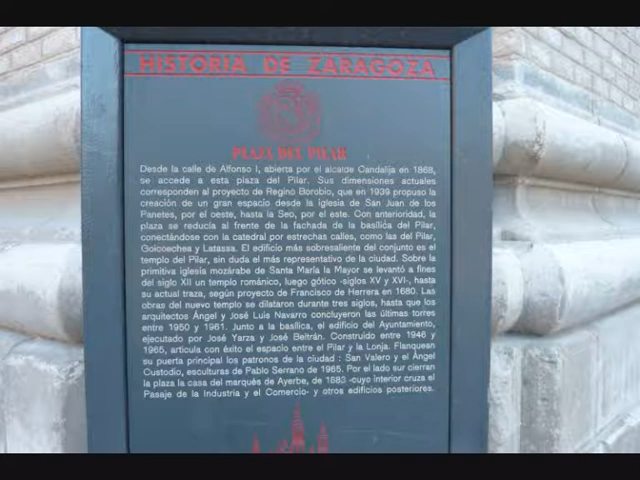 HISTORIA DE ZARAGOZA
PLAZA DEL PILAR
Desde la calle de Alfonso I, abierta por el alcalde Candalija en 1868,
se accede a esta plaza del Pilar. Sus dimensiones actuales
corresponden al proyecto de Regino Borobio, que en 1939 propuso la
creación de un gran espacio desde la iglesia de San Juan de los
Panetes, por el oeste, hasta la Seo, por el este. Con anterioridad, la
plaza se reducía al frente de la fachada de la basílica del Pilar,
conectándose con la catedral por estrechas calles, como las del Pilar,
Goicoechea y Latassa. El edificio más sobresaliente del conjunto es el
templo del Pilar, sin duda el más representativo de la ciudad. Sobre la
primitiva iglesia mozárabe de Santa María la Mayor se levantó a fines
del siglo XII un templo románico, luego gótico -siglos XV y XVI-, hasta
su actual traza, según proyecto de Francisco de Herrera en 1680. Las
obras del nuevo templo se dilataron durante tres siglos, hasta que los
arquitectos Ángel y José Luis Navarro concluyeron las últimas torres
entre 1950 y 1961. Junto a la basílica, el edificio del Ayuntamiento,
ejecutado por José Yarza y José Beltrán. Construido entre 1946 y
1965, articula con éxito el espacio entre el Pilar y la Lonja. Flanquean
su puerta principal los patronos de la ciudad : San Valero y el Ángel
Custodio, esculturas de Pablo Serrano de 1965. Por el lado sur cierran
la plaza la casa del marqués de Ayerbe, de 1883 -cuyo interior cruza el
Pasaje de la Industria y el Comercio- y otros edificios posteriores.